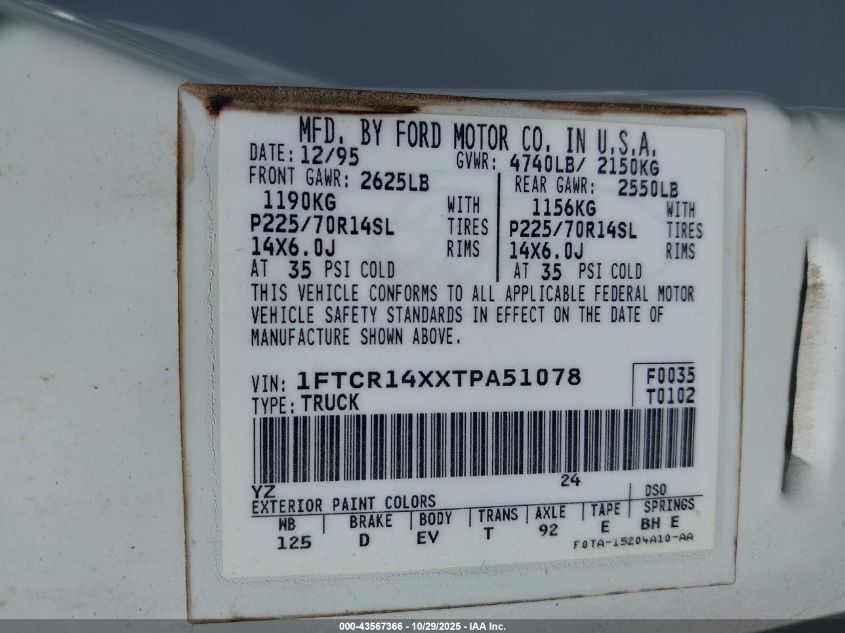 MFD. BY FORD MOTOR CO. IN U.S.A.
DATE: 12/95 GVWR: 4740LB/ 2150KG
FRONT GAWR: 2625LB REAR GAWR: 2550LB
1190KG WITH 1156KG WITH
P225/70R14SL TIRES P225/70R14SL TIRES
14X6.0J RIMS 14X6.0J RIMS
AT 35 PSI COLD AT 35 PSI COLD
THIS VEHICLE CONFORMS TO ALL APPLICABLE FEDERAL MOTOR
VEHICLE SAFETY STANDARDS IN EFFECT ON THE DATE OF
MANUFACTURE SHOWN ABOVE.
VIN: 1FTCR14XXTPA51078 F0035
TYPE: TRUCK T0102
YZ 24
EXTERIOR PAINT COLORS DSO
WB BRAKE BODY TRANS AXLE TAPE SPRINGS
125 D EV T 92 E BH E
F0TA-15204A10-AA
000-43567366 - 10/29/2025 - IAA Inc.